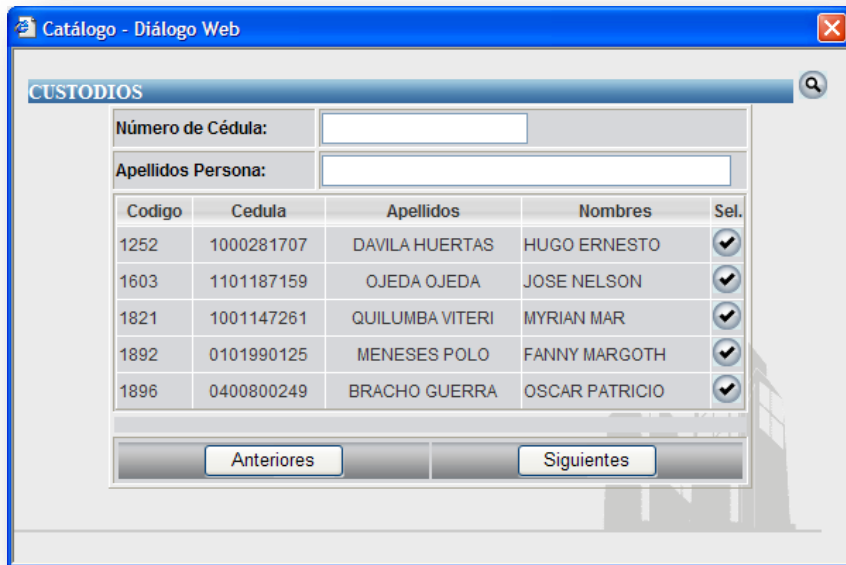 Catálogo - Diálogo Web
CUSTODIOS
Número de Cédula:
Apellidos Persona:
Codigo Cedula Apellidos Nombres Sel.
1252 1000281707 DAVILA HUERTAS HUGO ERNESTO
1603 1101187159 OJEDA OJEDA JOSE NELSON
1821 1001147261 QUILUMBA VITERI MYRIAN MAR
1892 0101990125 MENESES POLO FANNY MARGOTH
1896 0400800249 BRACHO GUERRA OSCAR PATRICIO
Anteriores Siguientes